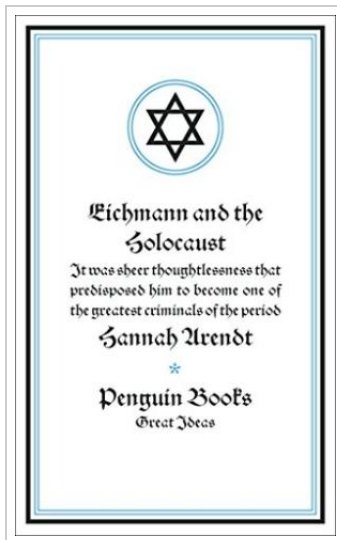 Eichmann and the
Holocaust
It was sheer thoughtlessness that
predisposed him to become one of
the greatest criminals of the period
Hannah Arendt
*
Penguin Books
Great Ideas